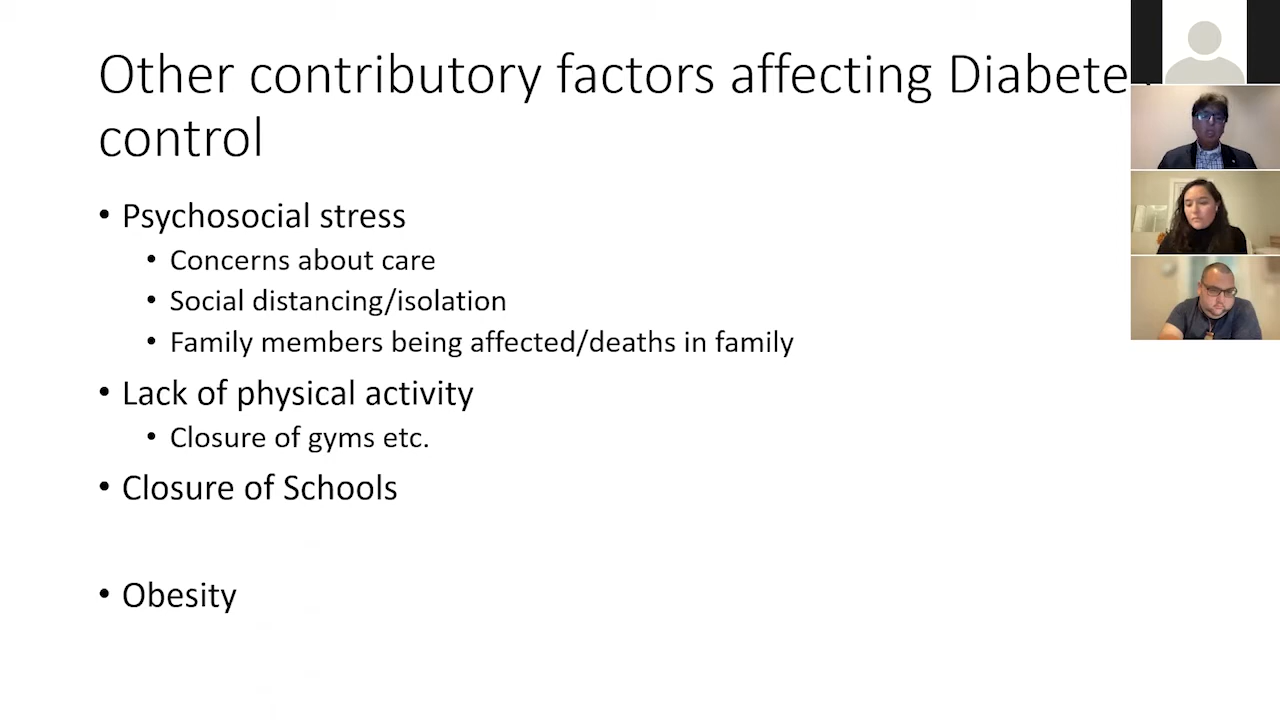 Other contributory factors affecting Diabete
control
• Psychosocial stress
• Concerns about care
• Social distancing/isolation
• Family members being affected/deaths in family
• Lack of physical activity
• Closure of gyms etc.
• Closure of Schools
• Obesity